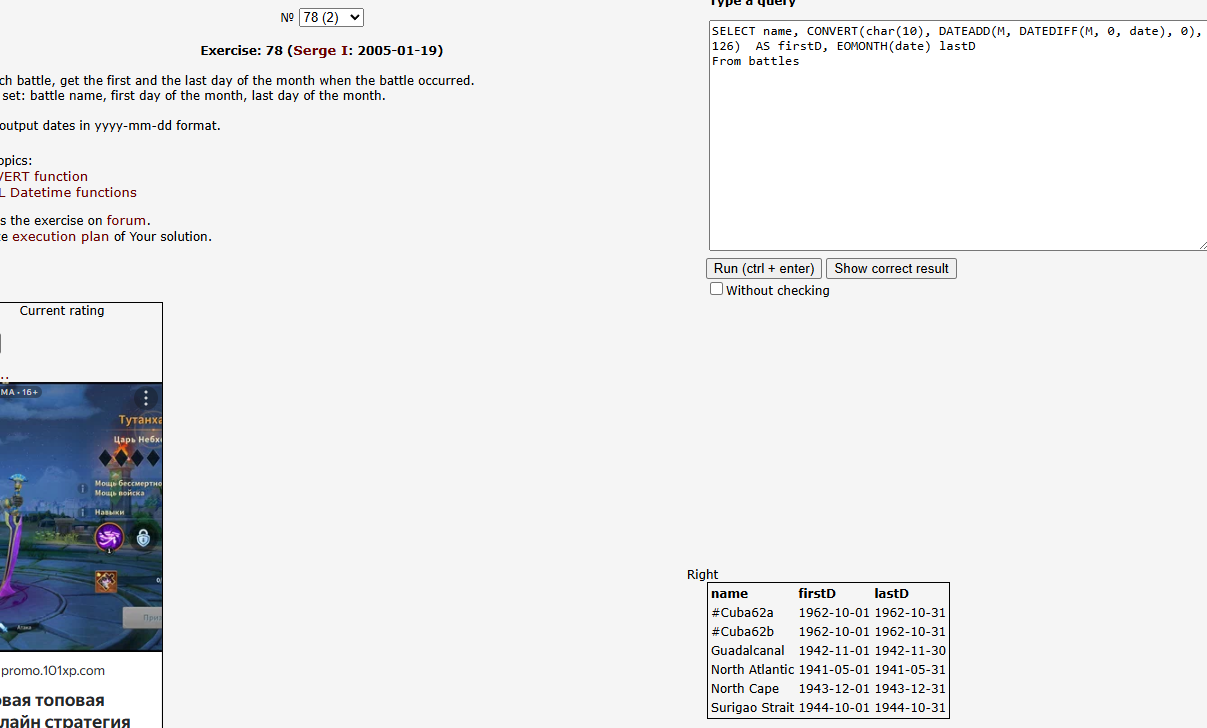 № 78 (2)
Exercise: 78 (Serge I: 2005-01-19)
ch battle, get the first and the last day of the month when the battle occurred.
set: battle name, first day of the month, last day of the month.
output dates in yyyy-mm-dd format.
opics:
VERT function
L Datetime functions
s the exercise on forum.
e execution plan of Your solution.
Current rating
МА • 16+
Тутанха
Царь Небх
Мощь бессмертно
Мощь войска
Навыки
1
0/
При
Атака
promo.101xp.com
овая топовая
лайн стратегия
Type a query
SELECT name, CONVERT(char(10), DATEADD(M, DATEDIFF(M, 0, date), 0),
126)  AS firstD, EOMONTH(date) lastD
From battles
Run (ctrl + enter) Show correct result
Without checking
Right
name firstD lastD
#Cuba62a 1962-10-01 1962-10-31
#Cuba62b 1962-10-01 1962-10-31
Guadalcanal 1942-11-01 1942-11-30
North Atlantic 1941-05-01 1941-05-31
North Cape 1943-12-01 1943-12-31
Surigao Strait 1944-10-01 1944-10-31